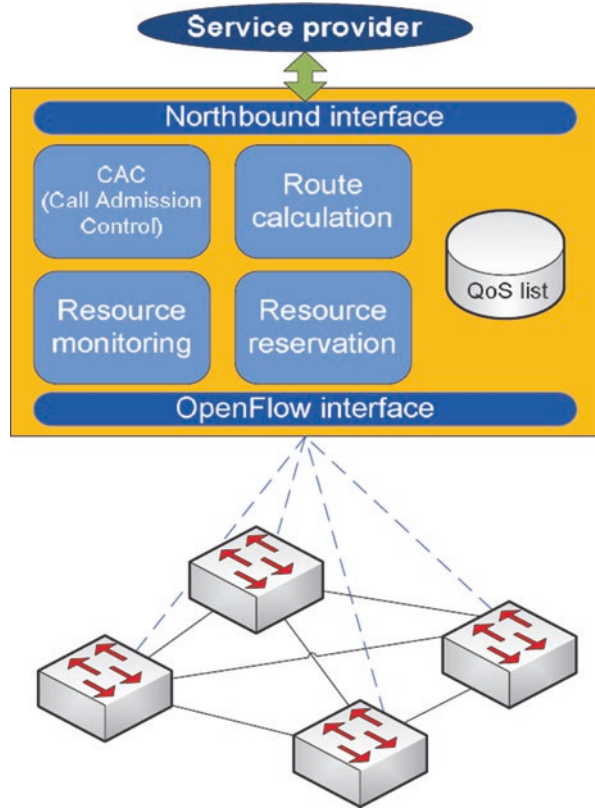 Service provider
Northbound interface
CAC
(Call Admission
Control)
Route
calculation
Resource
monitoring
Resource
reservation
QoS list
OpenFlow interface